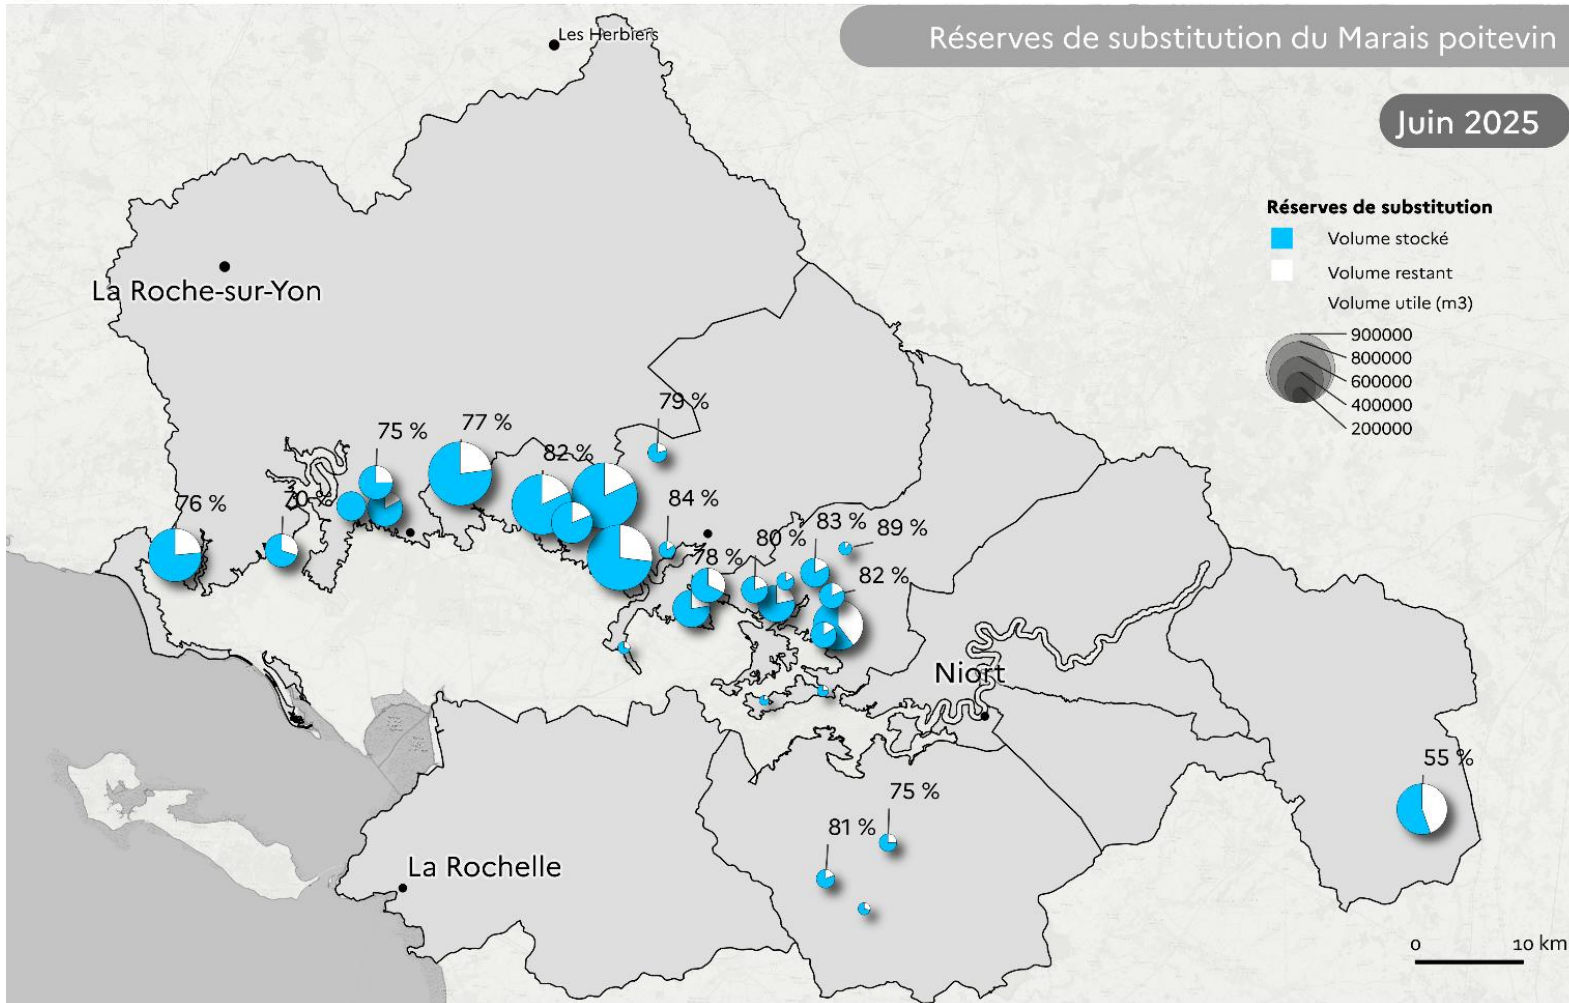 Les Herbiers
Réserves de substitution du Marais poitevin
Juin 2025
Réserves de substitution
Volume stocké
Volume restant
Volume utile (m3)
900000
800000
600000
400000
200000
La Roche-sur-Yon
79 %
77 %
75 %
82 %
76 %
70 %
84 %
83 %
89 %
80 %
78 %
82 %
Niort
55 %
75 %
81 %
La Rochelle
0 10 km